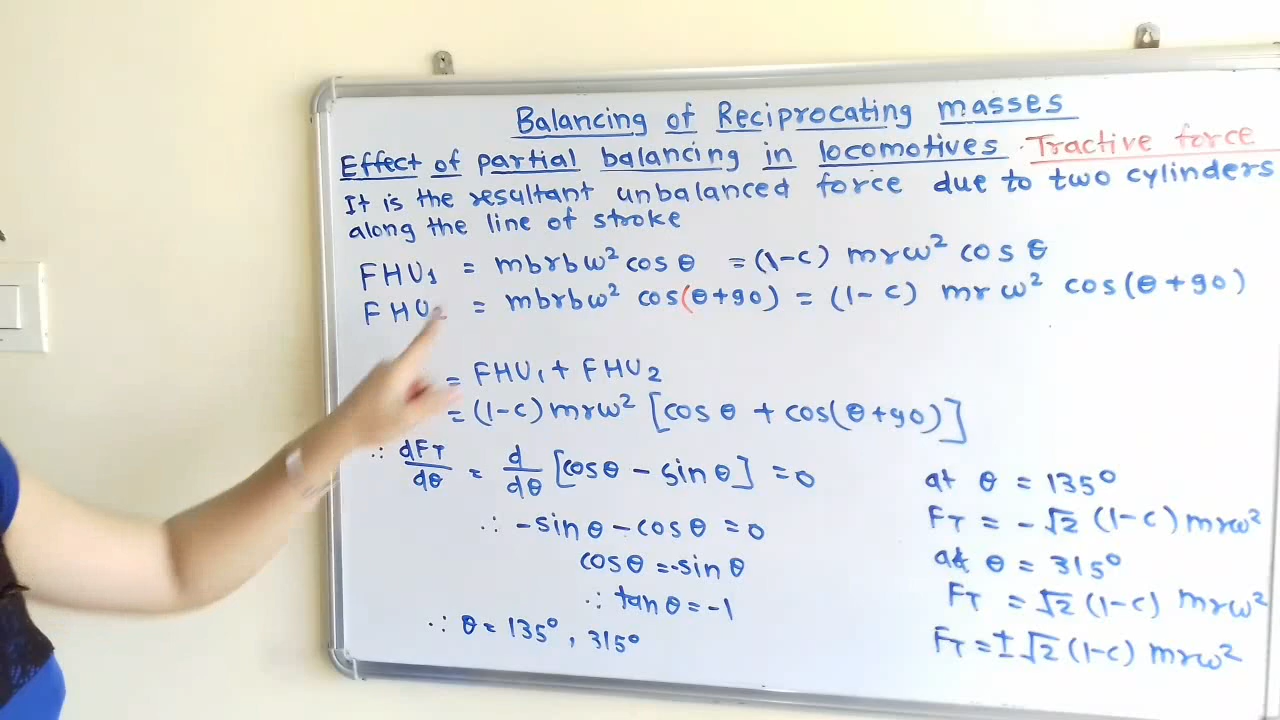 Balancing of Reciprocating masses
Effect of partial balancing in locomotives . Tractive force
It is the resultant unbalanced force due to two cylinders
along the line of stroke
FHU₁ = mbrbω² cos θ = (1-c) mrω² cos θ
FHU₂ = mbrbω² cos(θ+90) = (1-c) mrω² cos(θ+90)
= FHU₁ + FHU₂
= (1-c) mrω² [cos θ + cos(θ+90)]
∴ dFT/dθ = d/dθ [cosθ - sin θ] = 0
∴ -sin θ - cos θ = 0
cos θ = -sin θ
∴ tan θ = -1
∴ θ = 135°, 315°
at θ = 135°
FT = -√2 (1-c) mrω²
at θ = 315°
FT = √2 (1-c) mrω²
FT = ±√2 (1-c) mrω²